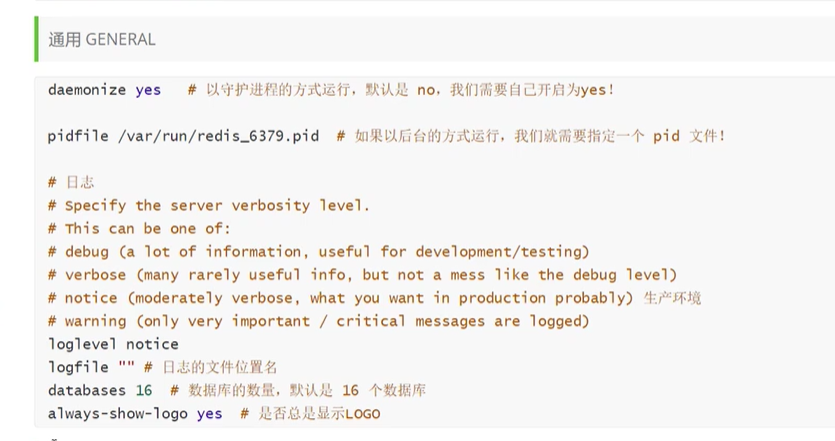 通用 GENERAL
daemonize yes   # 以守护进程的方式运行，默认是 no，我们需要自己开启为yes！
pidfile /var/run/redis_6379.pid  # 如果以后台的方式运行，我们就需要指定一个 pid 文件！
# 日志
# Specify the server verbosity level.
# This can be one of:
# debug (a lot of information, useful for development/testing)
# verbose (many rarely useful info, but not a mess like the debug level)
# notice (moderately verbose, what you want in production probably) 生产环境
# warning (only very important / critical messages are logged)
loglevel notice
logfile "" # 日志的文件位置名
databases 16  # 数据库的数量，默认是 16 个数据库
always-show-logo yes  # 是否总是显示LOGO